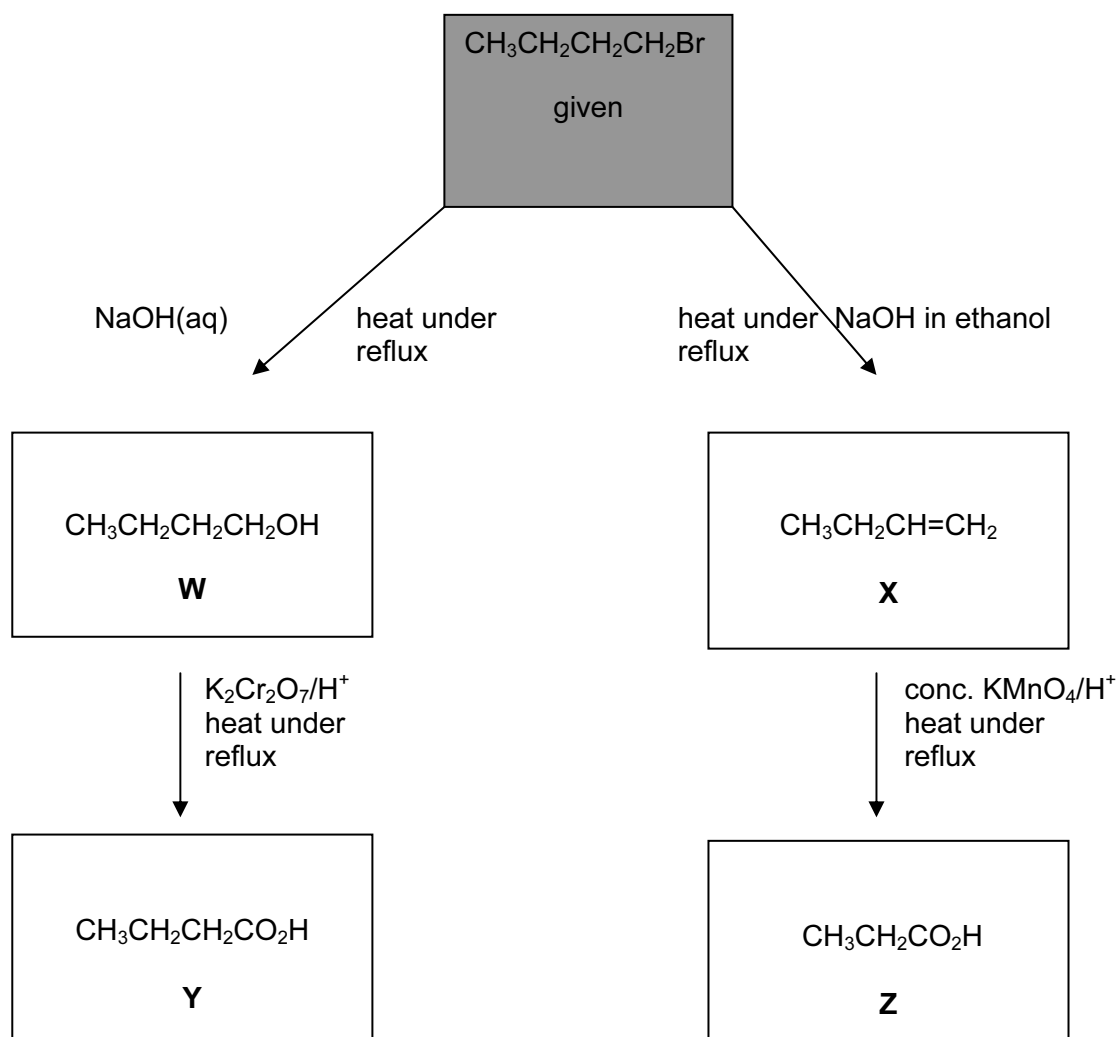 CH₃CH₂CH₂CH₂Br
given
NaOH(aq)
heat under
reflux
heat under
reflux
NaOH in ethanol
CH₃CH₂CH₂CH₂OH
W
CH₃CH₂CH=CH₂
X
K₂Cr₂O₇/H⁺
heat under
reflux
conc. KMnO₄/H⁺
heat under
reflux
CH₃CH₂CH₂CO₂H
Y
CH₃CH₂CO₂H
Z